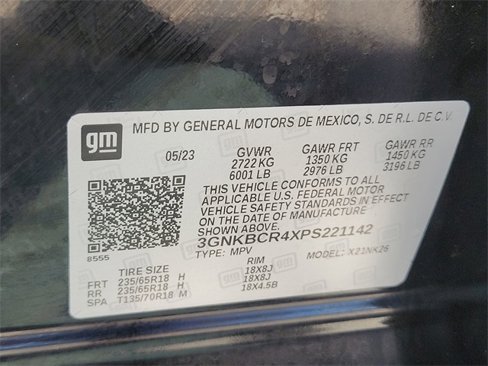 gm
MFD BY GENERAL MOTORS DE MEXICO, S. DE R.L. DE C.V.
05/23 GVWR GAWR FRT GAWR RR
2722 KG 1350 KG 1450 KG
6001 LB 2976 LB 3196 LB
THIS VEHICLE CONFORMS TO ALL
APPLICABLE U.S. FEDERAL MOTOR
VEHICLE SAFETY STANDARDS IN EFFECT
ON THE DATE OF MANUFACTURE SHOWN ABOVE.
3GNKBCR4XPS221142
8555 TYPE: MPV MODEL: X21NK26
TIRE SIZE RIM
FRT 235/65R18 H 18X8J
RR 235/65R18 H 18X8J
SPA T135/70R18 M 18X4.5B